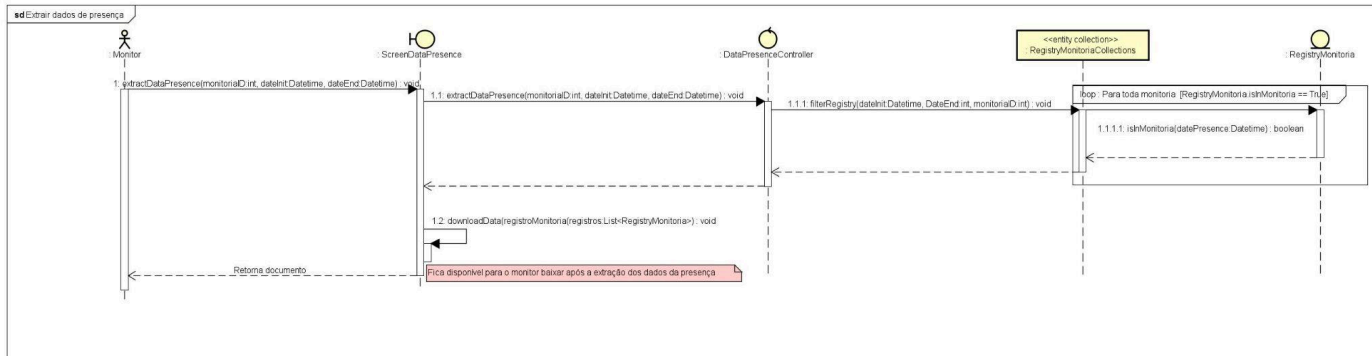 sd Extrair dados de presença
: Monitor
: ScreenDataPresence
: DataPresenceController
<<entity collection>>
: RegistryMonitoriaCollections
: RegistryMonitoria
1: extractDataPresence(monitoriaID:int, dateInit:Datetime, dateEnd:Datetime) : void
1.1: extractDataPresence(monitoriaID:int, dateInit:Datetime, dateEnd:Datetime) : void
1.1.1: filterRegistry(dateInit:Datetime, DateEnd:int, monitoriaID:int) : void
loop : Para toda monitoria [RegistryMonitoria.isInMonitoria == True]
1.1.1.1: isInMonitoria(datePresence:Datetime) : boolean
1.2: downloadData(registroMonitoria(registros:List<RegistryMonitoria>) : void
Retorna documento
Fica disponível para o monitor baixar após a extração dos dados da presença